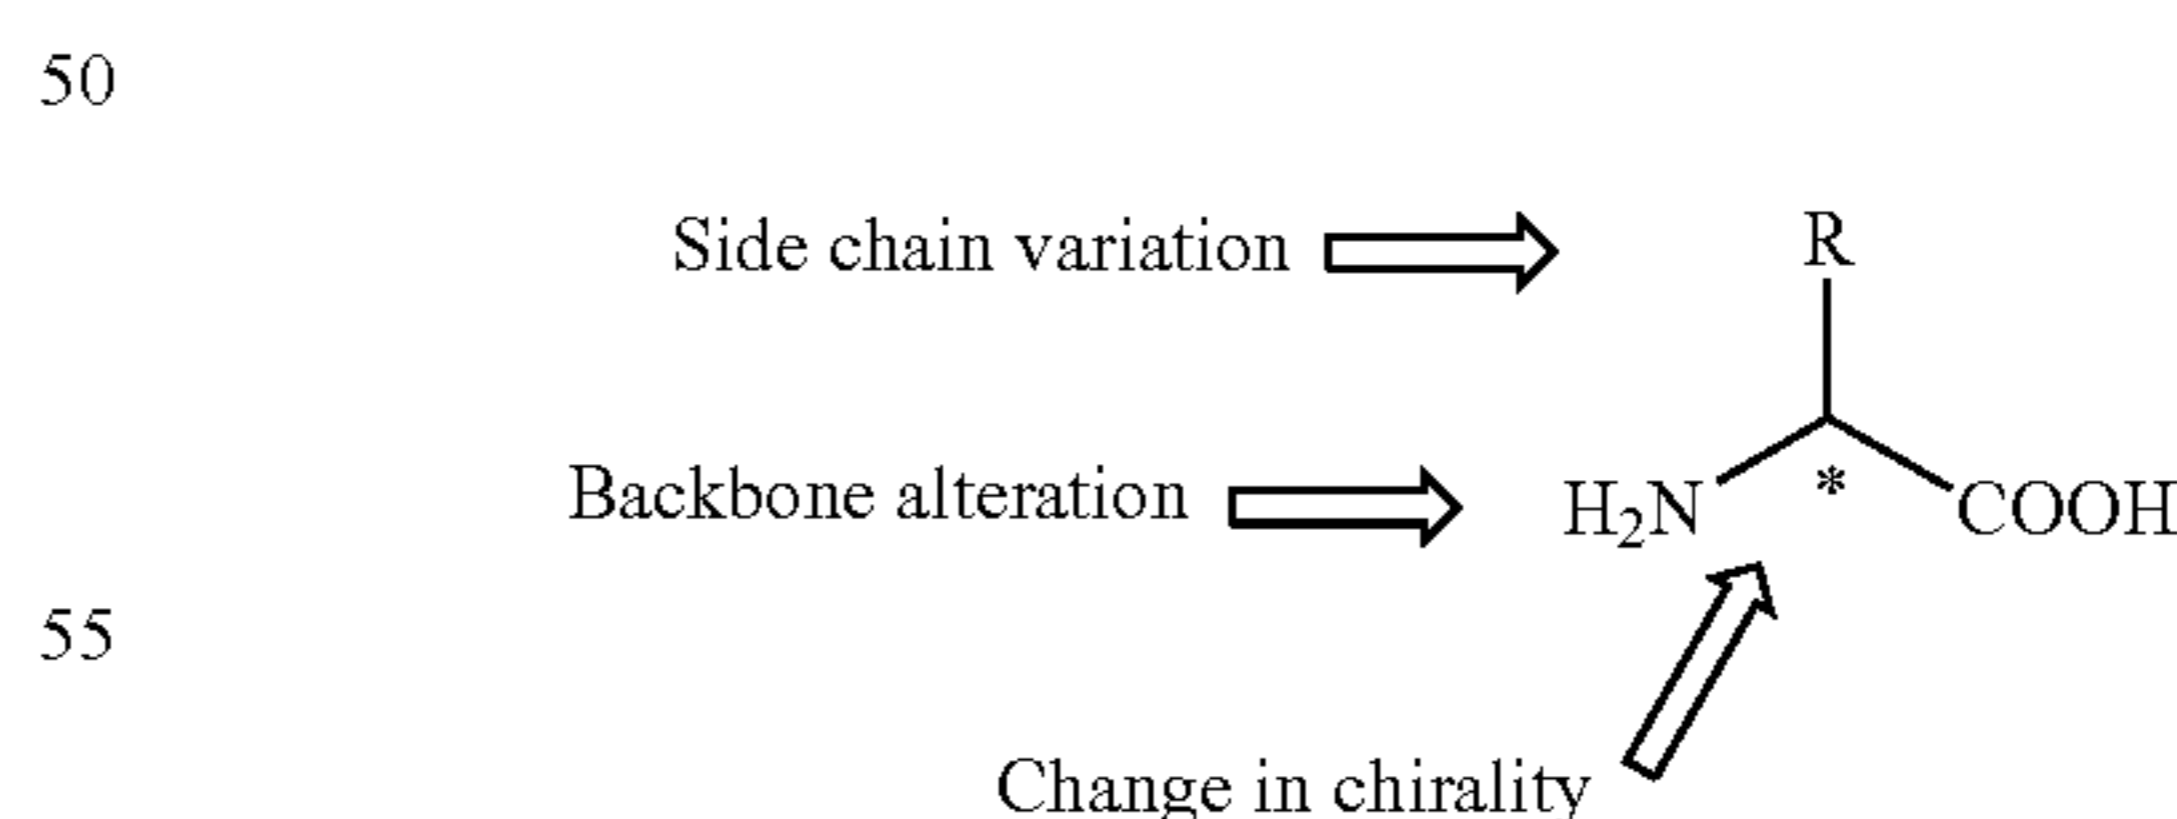 50
Side chain variation
R
Backbone alteration
H₂N * COOH
55
Change in chirality